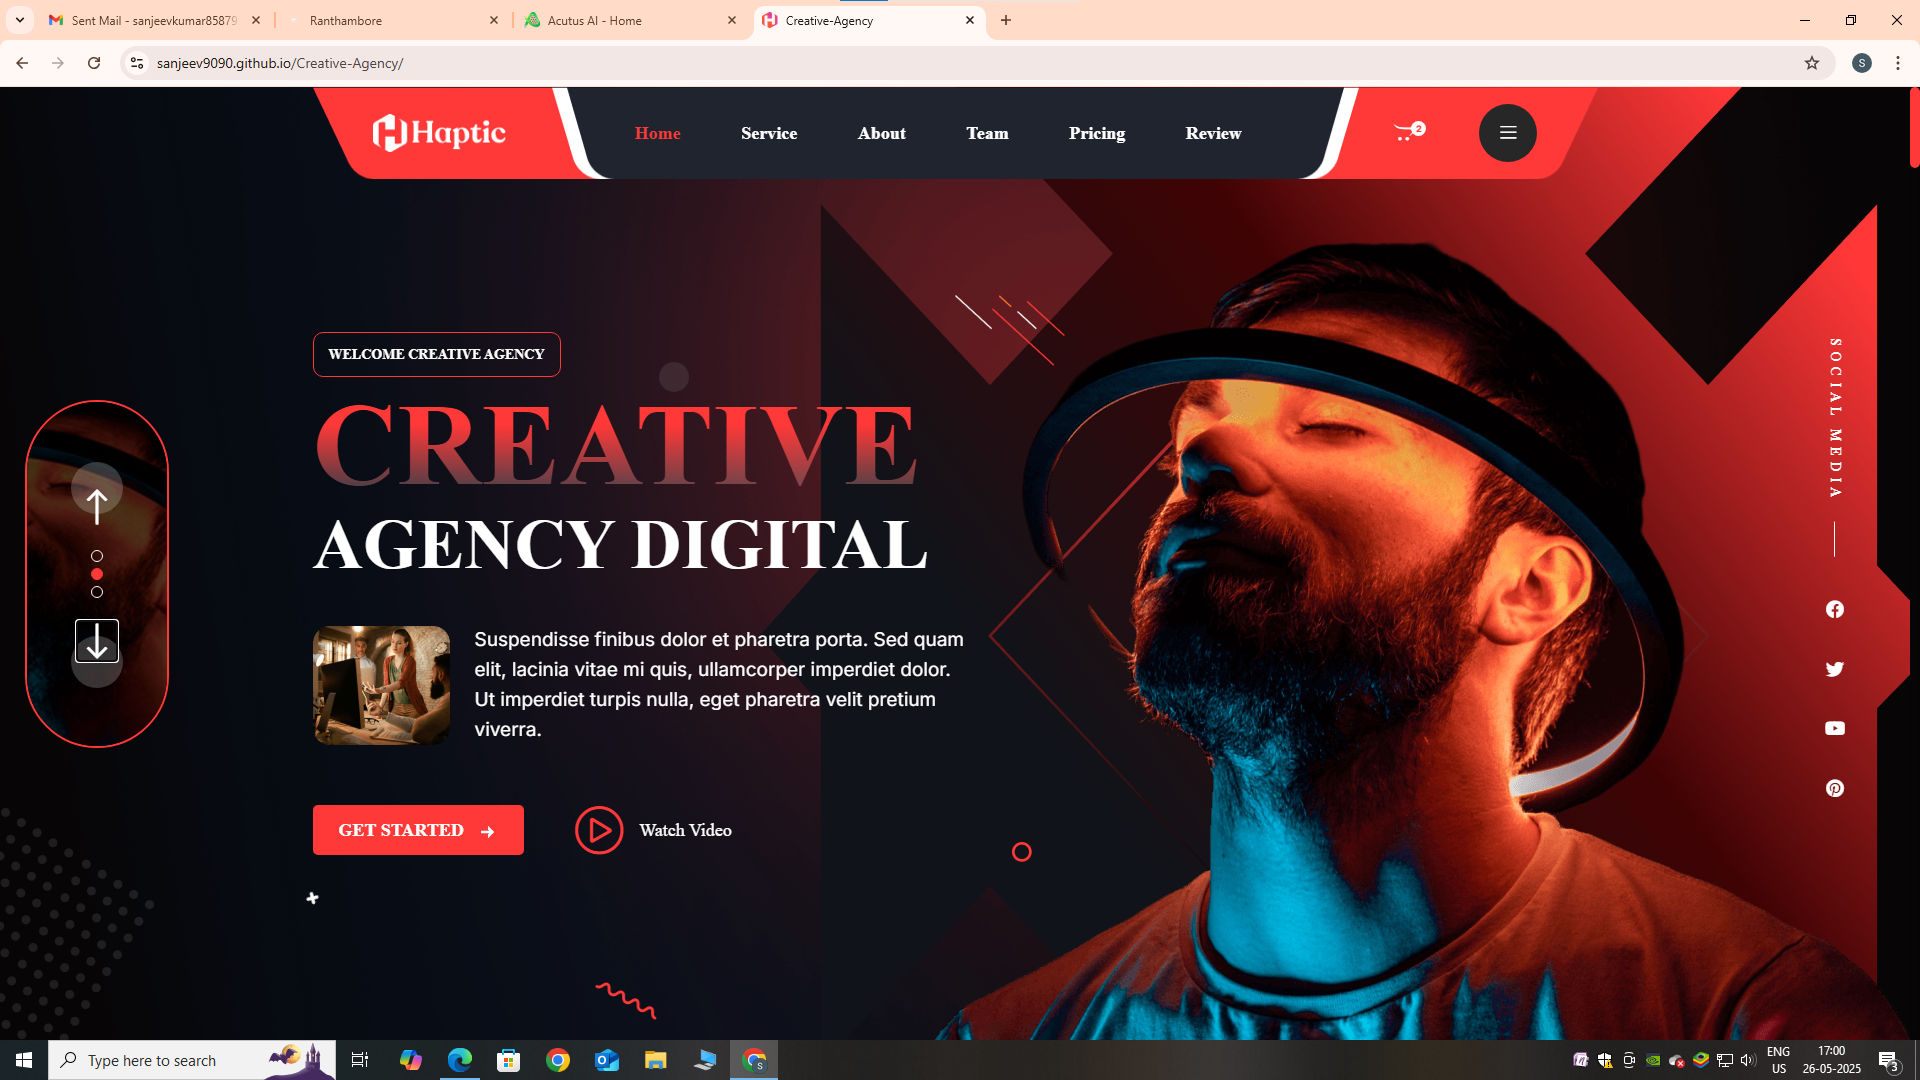 Sent Mail - sanjeevkumar85879
Ranthambore
Acutus AI - Home
Creative-Agency
sanjeev9090.github.io/Creative-Agency/
S
Haptic
Home
Service
About
Team
Pricing
Review
2
WELCOME CREATIVE AGENCY
CREATIVE
AGENCY DIGITAL
Suspendisse finibus dolor et pharetra porta. Sed quam
elit, lacinia vitae mi quis, ullamcorper imperdiet dolor.
Ut imperdiet turpis nulla, eget pharetra velit pretium
viverra.
GET STARTED
Watch Video
SOCIAL MEDIA
Type here to search
S
ENG
US
17:00
26-05-2025
3